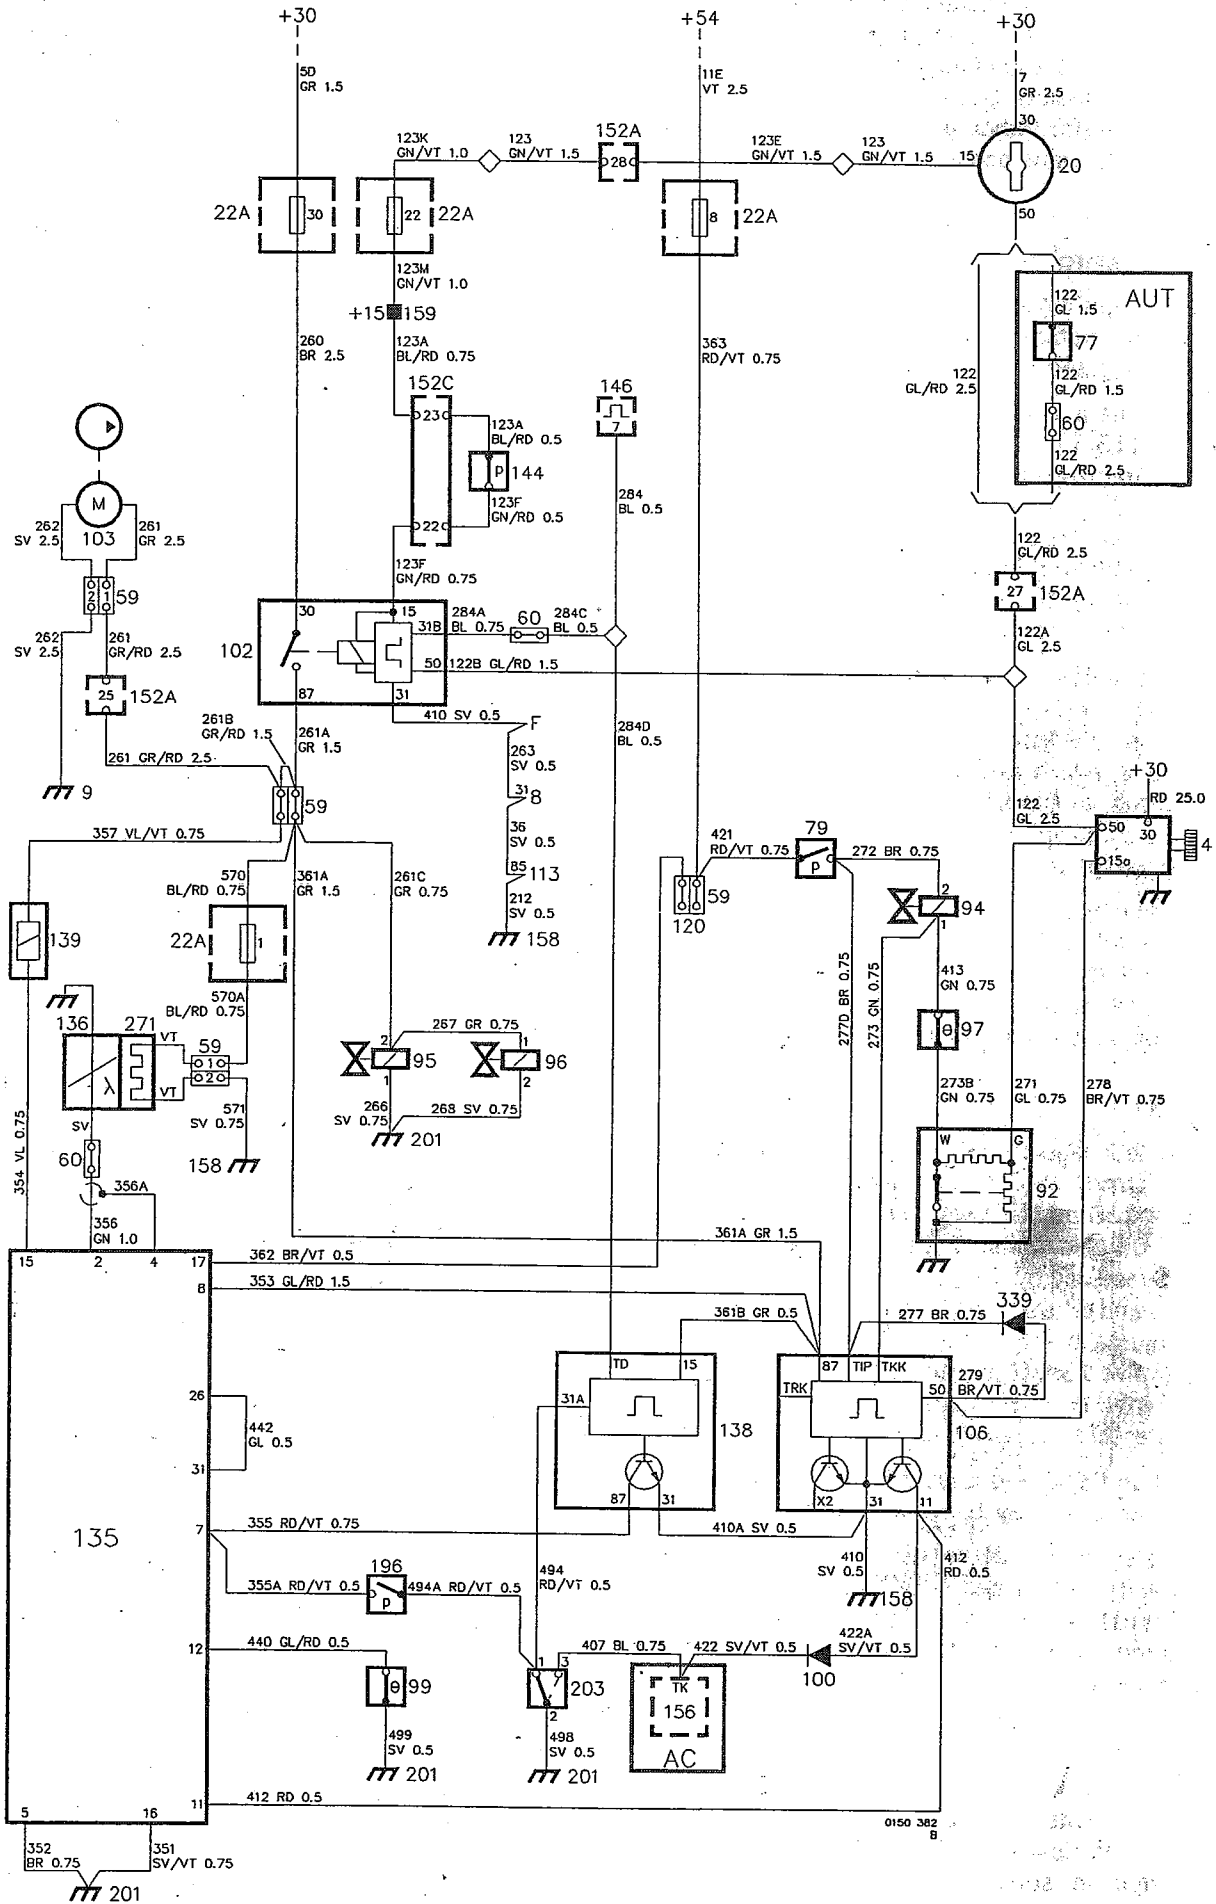 +30
+54
+30
5D
GR 1.5
11E
VT 2.5
7
GR 2.5
30
123K
GN/VT 1.0
123
GN/VT 1.5
152A
28
123E
GN/VT 1.5
123
GN/VT 1.5
15
20
50
22A
30
22
22A
8
22A
123M
GN/VT 1.0
+15
159
AUT
122
GL 1.5
77
260
BR 2.5
123A
BL/RD 0.75
363
RD/VT 0.75
122
GL/RD 2.5
122
GL/RD 1.5
60
122
GL/RD 2.5
152C
23
123A
BL/RD 0.5
P
144
123F
GN/RD 0.5
22
146
7
284
BL 0.5
M
103
262
SV 2.5
261
GR 2.5
2
1
59
123F
GN/RD 0.75
122
GL/RD 2.5
27
152A
262
SV 2.5
261
GR/RD 2.5
30
15
102
31B
284A
BL 0.75
60
284C
BL 0.5
50
122B GL/RD 1.5
122A
GL 2.5
25
152A
87
31
410 SV 0.5
F
261B
GR/RD 1.5
261A
GR 1.5
284D
BL 0.5
261 GR/RD 2.5
263
SV 0.5
9
59
31
8
36
SV 0.5
+30
RD 25.0
122
GL 2.5
50
30
4
15a
357 VL/VT 0.75
421
RD/VT 0.75
79
P
272 BR 0.75
85
113
212
SV 0.5
158
570
BL/RD 0.75
361A
GR 1.5
261C
GR 0.75
59
120
2
94
1
139
22A
1
413
GN 0.75
277D BR 0.75
273 GN 0.75
570A
BL/RD 0.75
136
271
VT
λ
VT
59
1
2
267 GR 0.75
2
95
1
1
96
2
θ
97
273B
GN 0.75
271
GL 0.75
278
BR/VT 0.75
354 VL 0.75
SV
60
571
SV 0.75
158
266
SV 0.75
268 SV 0.75
201
W
G
92
356A
356
GN 1.0
361A GR 1.5
15
2
4
17
362 BR/VT 0.5
8
353 GL/RD 1.5
361B GR 0.5
277 BR 0.75
339
TD
15
87
TIP
TKK
279
BR/VT 0.75
TRK
50
31A
138
106
26
442
GL 0.5
31
87
31
X2
31
11
135
7
355 RD/VT 0.75
410A SV 0.5
410
SV 0.5
158
412
RD 0.5
355A RD/VT 0.5
196
P
494A RD/VT 0.5
494
RD/VT 0.5
12
440 GL/RD 0.5
407 BL 0.75
422 SV/VT 0.5
422A
SV/VT 0.5
100
θ
99
1
3
203
2
TK
156
AC
499
SV 0.5
201
498
SV 0.5
201
11
412 RD 0.5
0150 382
B
5
16
352
BR 0.75
351
SV/VT 0.75
201